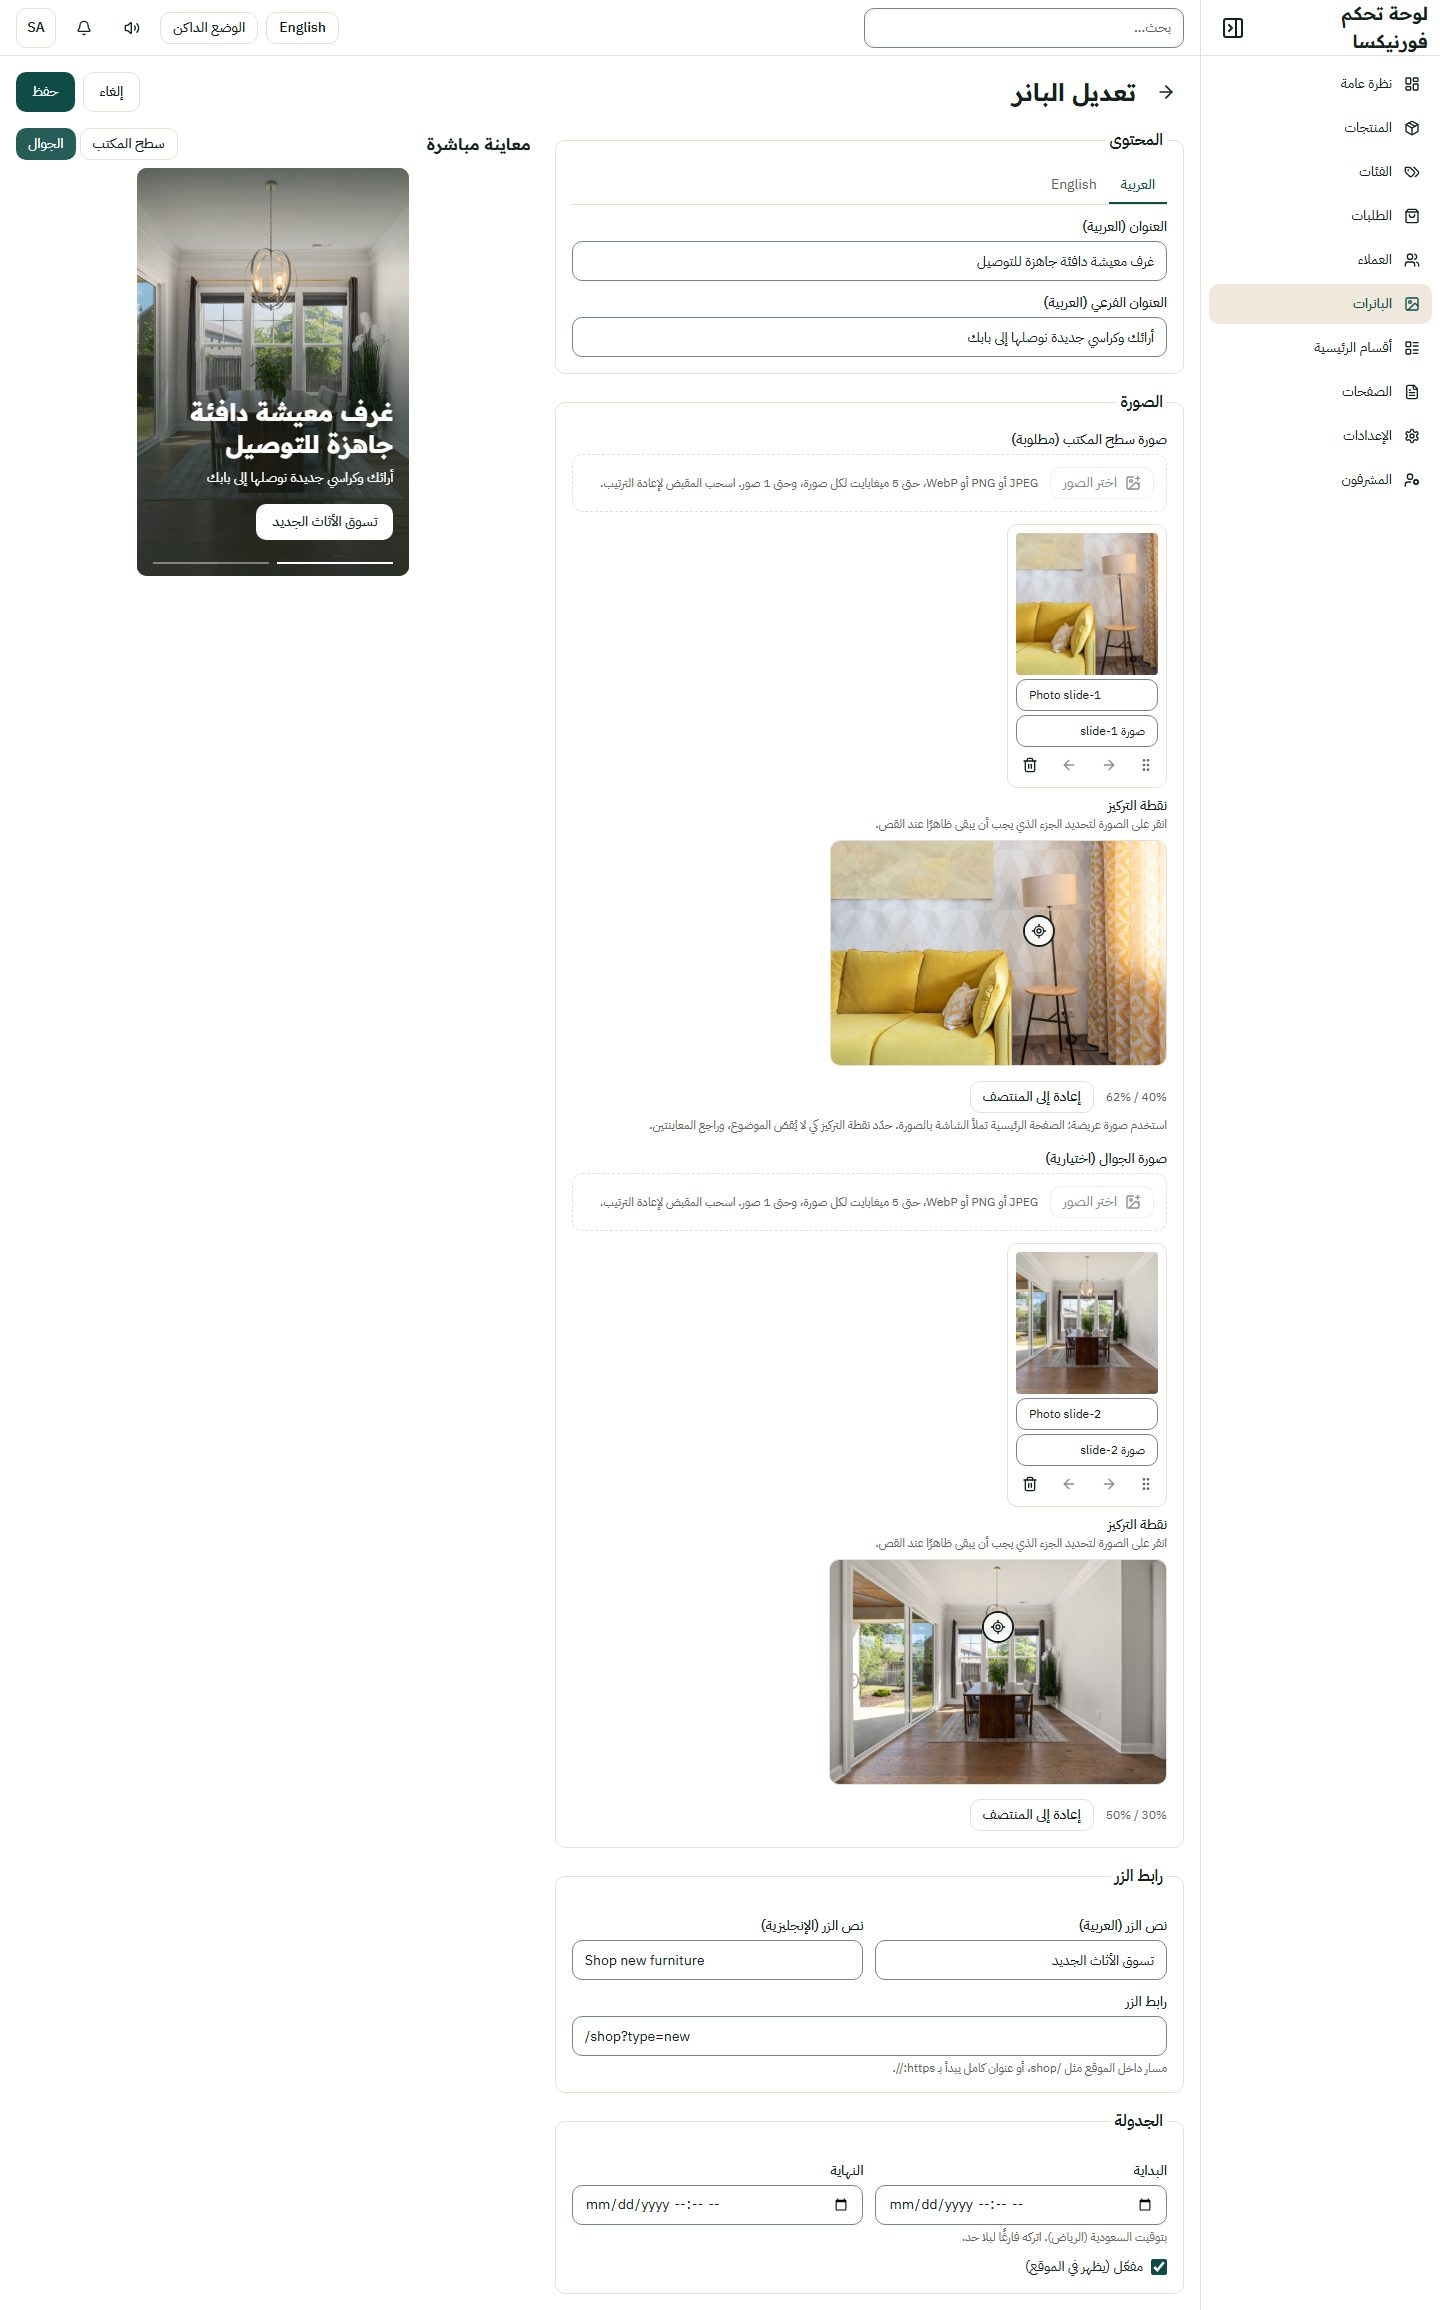 لوحة تحكم
فورنيكسا
بحث...
English
الوضع الداكن
SA
نظرة عامة
المنتجات
الفئات
الطلبات
العملاء
البانرات
أقسام الرئيسية
الصفحات
الإعدادات
المشرفون
تعديل البانر
إلغاء
حفظ
المحتوى
العربية
English
العنوان (العربية)
غرف معيشة دافئة جاهزة للتوصيل
العنوان الفرعي (العربية)
أرائك وكراسي جديدة نوصلها إلى بابك
الصورة
صورة سطح المكتب (مطلوبة)
اختر الصور
JPEG أو PNG أو WebP، حتى 5 ميغابايت لكل صورة، وحتى 1 صور. اسحب المقبض لإعادة الترتيب.
Photo slide-1
صورة slide-1
نقطة التركيز
انقر على الصورة لتحديد الجزء الذي يجب أن يبقى ظاهرًا عند القص.
62% / 40%
إعادة إلى المنتصف
استخدم صورة عريضة: الصفحة الرئيسية تملأ الشاشة بالصورة. حدّد نقطة التركيز كي لا يُقصّ الموضوع، وراجع المعاينتين.
صورة الجوال (اختيارية)
اختر الصور
JPEG أو PNG أو WebP، حتى 5 ميغابايت لكل صورة، وحتى 1 صور. اسحب المقبض لإعادة الترتيب.
Photo slide-2
صورة slide-2
نقطة التركيز
انقر على الصورة لتحديد الجزء الذي يجب أن يبقى ظاهرًا عند القص.
50% / 30%
إعادة إلى المنتصف
رابط الزر
نص الزر (العربية)
تسوق الأثاث الجديد
نص الزر (الإنجليزية)
Shop new furniture
رابط الزر
/shop?type=new
مسار داخل الموقع مثل /shop، أو عنوان كامل يبدأ بـ https://.
الجدولة
البداية
mm/dd/yyyy --:-- --
النهاية
mm/dd/yyyy --:-- --
بتوقيت السعودية (الرياض). اتركه فارغًا لبلا حد.
مفعّل (يظهر في الموقع)
معاينة مباشرة
سطح المكتب
الجوال
غرف معيشة دافئة
جاهزة للتوصيل
أرائك وكراسي جديدة نوصلها إلى بابك
تسوق الأثاث الجديد